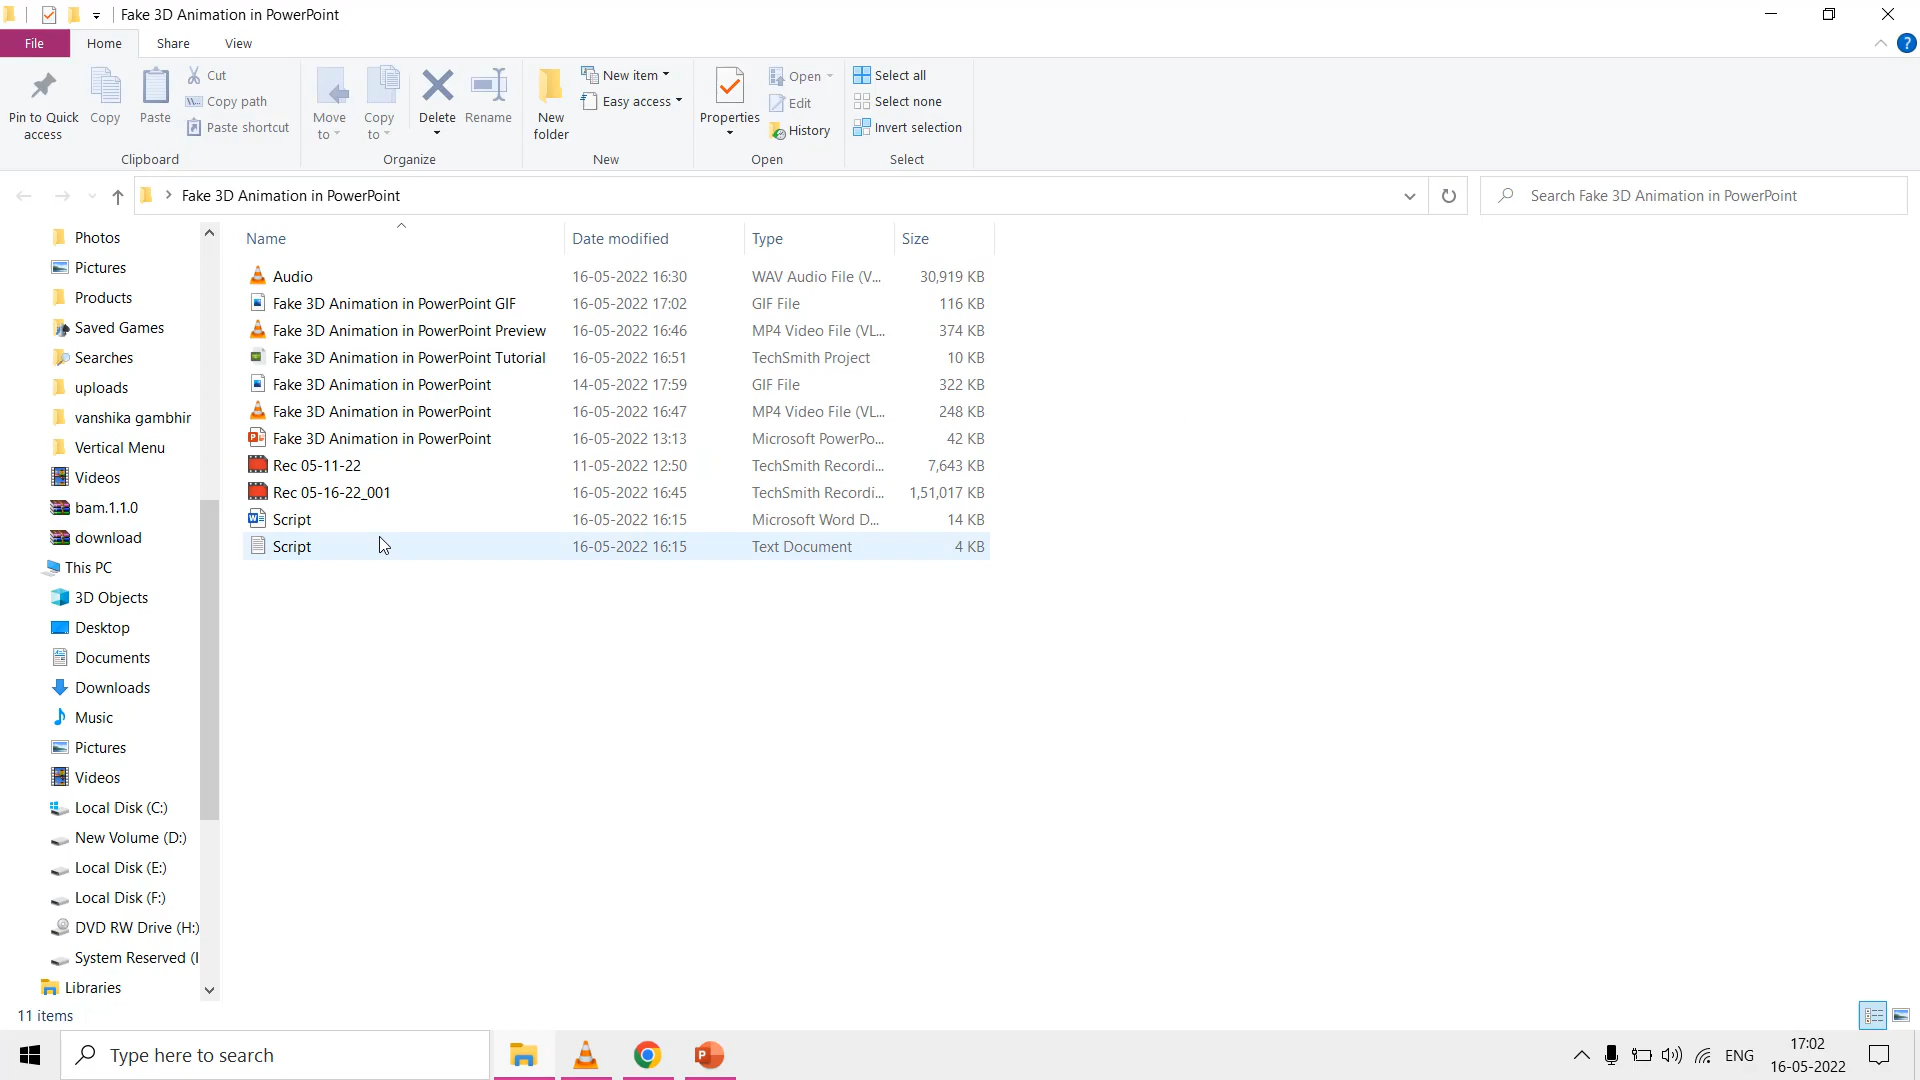 Fake 3D Animation in PowerPoint
File Home Share View
Pin to Quick access
Copy
Paste
Cut
Copy path
Paste shortcut
Clipboard
Move to
Copy to
Delete
Rename
Organize
New folder
New item
Easy access
New
Properties
Open
Edit
History
Open
Select all
Select none
Invert selection
Select
Fake 3D Animation in PowerPoint
Search Fake 3D Animation in PowerPoint
Photos
Pictures
Products
Saved Games
Searches
uploads
vanshika gambhir
Vertical Menu
Videos
bam.1.1.0
download
This PC
3D Objects
Desktop
Documents
Downloads
Music
Pictures
Videos
Local Disk (C:)
New Volume (D:)
Local Disk (E:)
Local Disk (F:)
DVD RW Drive (H:)
System Reserved (I
Libraries
Name Date modified Type Size
Audio 16-05-2022 16:30 WAV Audio File (V... 30,919 KB
Fake 3D Animation in PowerPoint GIF 16-05-2022 17:02 GIF File 116 KB
Fake 3D Animation in PowerPoint Preview 16-05-2022 16:46 MP4 Video File (VL... 374 KB
Fake 3D Animation in PowerPoint Tutorial 16-05-2022 16:51 TechSmith Project 10 KB
Fake 3D Animation in PowerPoint 14-05-2022 17:59 GIF File 322 KB
Fake 3D Animation in PowerPoint 16-05-2022 16:47 MP4 Video File (VL... 248 KB
Fake 3D Animation in PowerPoint 16-05-2022 13:13 Microsoft PowerPo... 42 KB
Rec 05-11-22 11-05-2022 12:50 TechSmith Recordi... 7,643 KB
Rec 05-16-22_001 16-05-2022 16:45 TechSmith Recordi... 1,51,017 KB
Script 16-05-2022 16:15 Microsoft Word D... 14 KB
Script 16-05-2022 16:15 Text Document 4 KB
11 items
Type here to search
ENG
17:02
16-05-2022